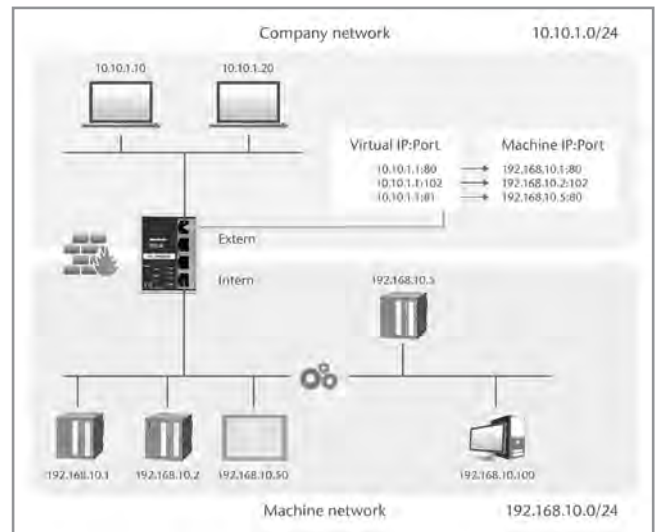 Company network 10.10.1.0/24
10.10.1.10 10.10.1.20
Virtual IP:Port Machine IP:Port
10.10.1.1:80 192.168.10.1:80
10.10.1.1:102 192.168.10.2:102
10.10.1.1:81 192.168.10.5:80
Extern
Intern
192.168.10.5
192.168.10.1 192.168.10.2 192.168.10.50 192.168.10.100
Machine network 192.168.10.0/24